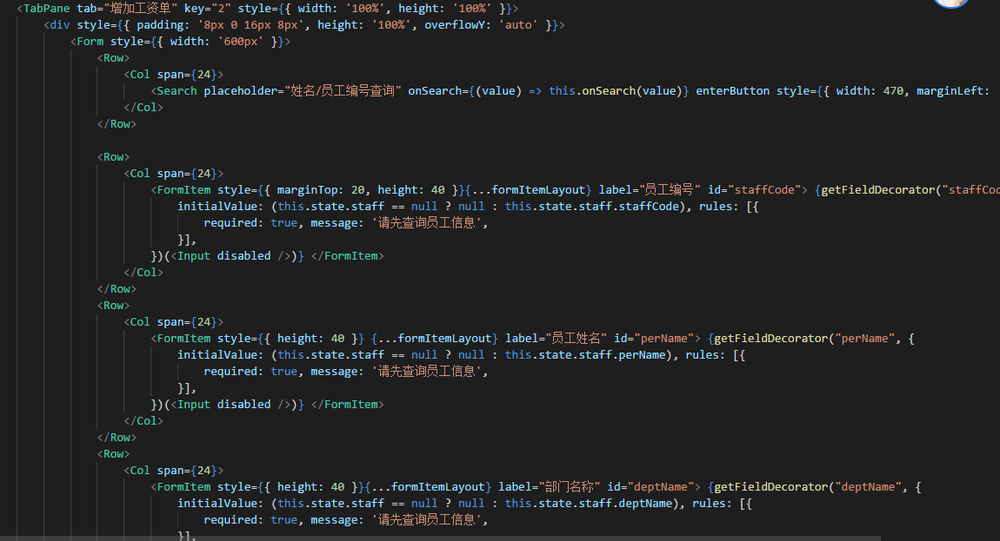 <TabPane tab="增加工资单" key="2" style={{ width: '100%', height: '100%' }}>
<div style={{ padding: '8px 0 16px 8px', height: '100%', overflowY: 'auto' }}>
<Form style={{ width: '600px' }}>
<Row>
<Col span={24}>
<Search placeholder="姓名/员工编号查询" onSearch={(value) => this.onSearch(value)} enterButton style={{ width: 470, marginLeft:
</Col>
</Row>
<Row>
<Col span={24}>
<FormItem style={{ marginTop: 20, height: 40 }}{...formItemLayout} label="员工编号" id="staffCode"> {getFieldDecorator("staffCod
initialValue: (this.state.staff == null ? null : this.state.staff.staffCode), rules: [{
required: true, message: '请先查询员工信息',
}],
})(<Input disabled />)} </FormItem>
</Col>
</Row>
<Row>
<Col span={24}>
<FormItem style={{ height: 40 }} {...formItemLayout} label="员工姓名" id="perName"> {getFieldDecorator("perName", {
initialValue: (this.state.staff == null ? null : this.state.staff.perName), rules: [{
required: true, message: '请先查询员工信息',
}],
})(<Input disabled />)} </FormItem>
</Col>
</Row>
<Row>
<Col span={24}>
<FormItem style={{ height: 40 }}{...formItemLayout} label="部门名称" id="deptName"> {getFieldDecorator("deptName", {
initialValue: (this.state.staff == null ? null : this.state.staff.deptName), rules: [{
required: true, message: '请先查询员工信息',
}],